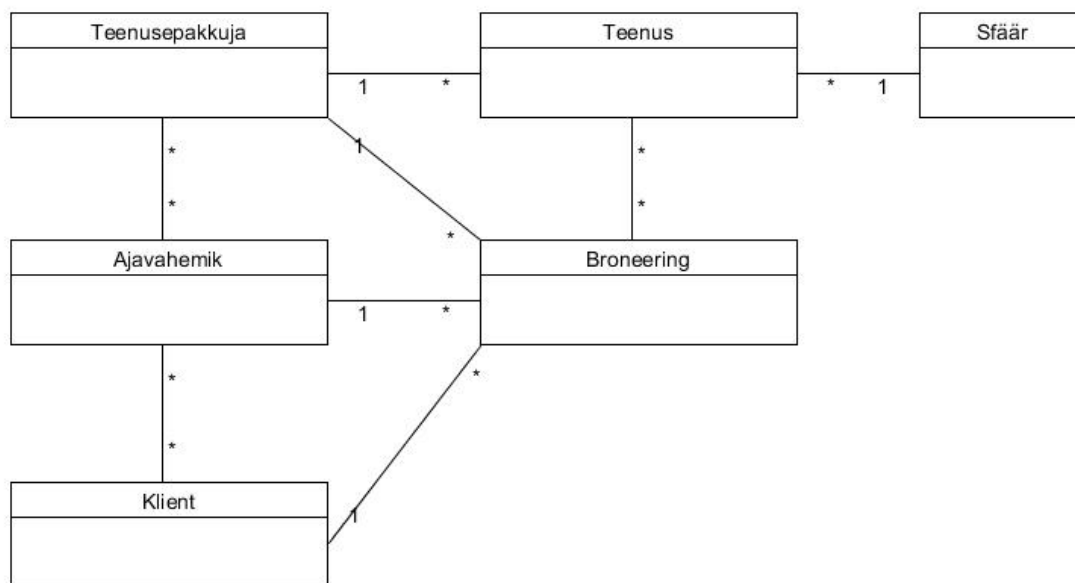 Teenusepakkuja
Teenus
Sfäär
1
*
*
1
*
*
1
*
*
*
Ajavahemik
Broneering
1
*
*
*
*
1
Klient